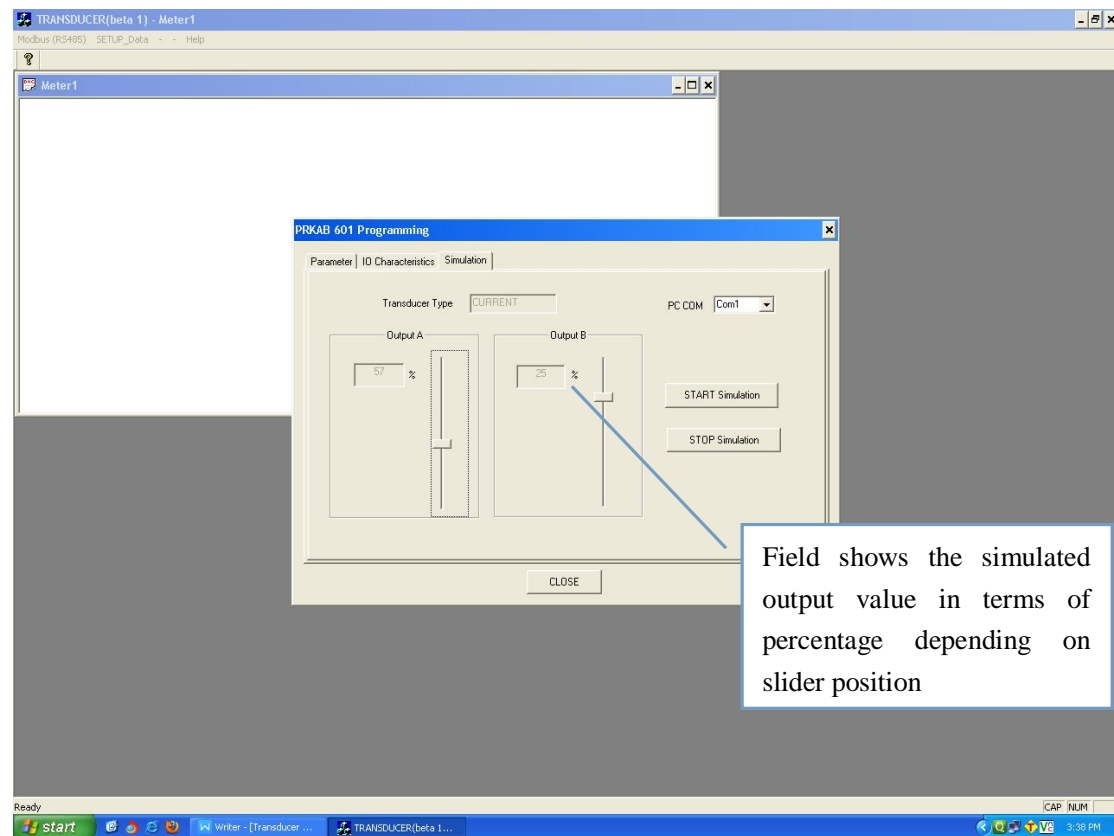 TRANSDUCER(beta 1) - Meter1
Modbus (RS485) SETUP_Data - - Help
Meter1
PRKAB 601 Programming
Parameter IO Characteristics Simulation
Transducer Type CURRENT PC COM Com1
Output A Output B
57 % 25 %
START Simulation
STOP Simulation
CLOSE
Field shows the simulated
output value in terms of
percentage depending on
slider position
Ready CAP NUM
start Writer - [Transducer ... TRANSDUCER(beta 1... 3:38 PM